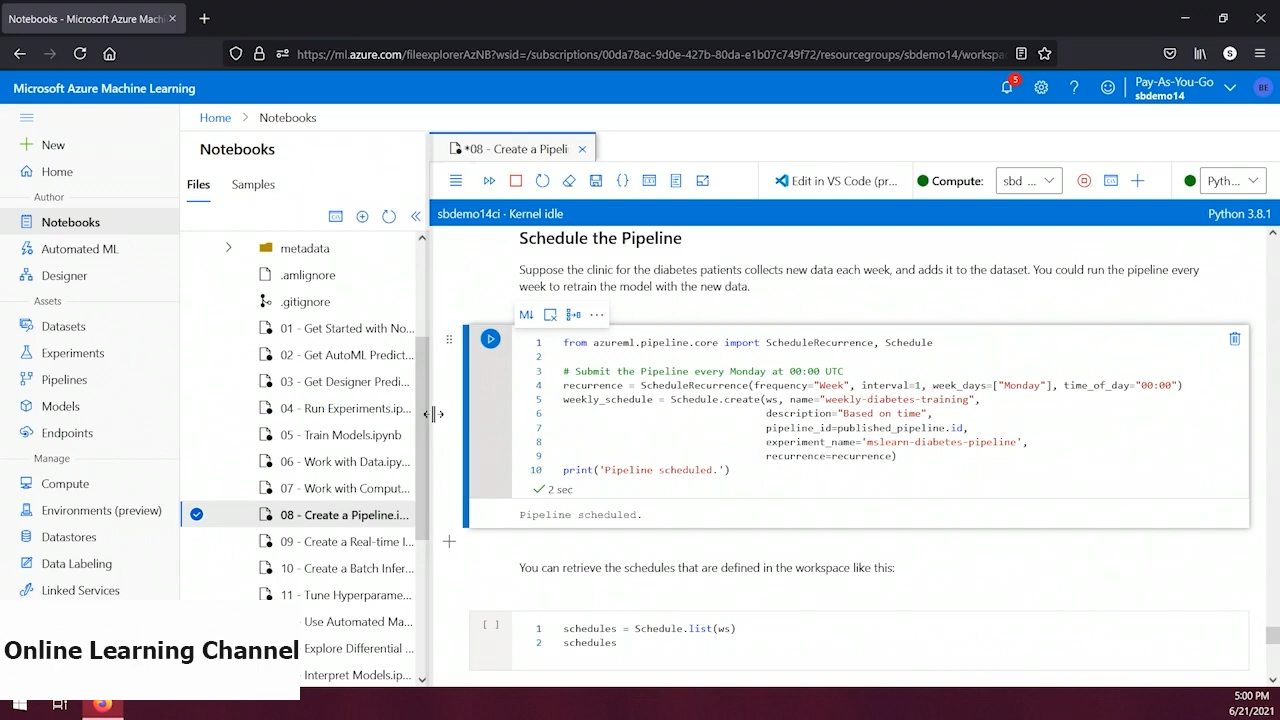 Notebooks - Microsoft Azure Machi
https://ml.azure.com/fileexplorerAzNB?wsid=/subscriptions/00da78ac-9d0e-427b-80da-e1b07c749f72/resourcegroups/sbdemo14/workspa
S
Microsoft Azure Machine Learning
5
Pay-As-You-Go
sbdemo14
BE
New
Home
Author
Notebooks
Automated ML
Designer
Assets
Datasets
Experiments
Pipelines
Models
Endpoints
Manage
Compute
Environments (preview)
Datastores
Data Labeling
Linked Services
Home > Notebooks
Notebooks
Files Samples
metadata
.amlignore
.gitignore
01 - Get Started with No...
02 - Get AutoML Predict...
03 - Get Designer Predi...
04 - Run Experiments.ip...
05 - Train Models.ipynb
06 - Work with Data.ipy...
07 - Work with Comput...
08 - Create a Pipeline.i...
09 - Create a Real-time I...
10 - Create a Batch Infer...
11 - Tune Hyperparame...
Use Automated Ma...
Explore Differential ...
Interpret Models.ip...
*08 - Create a Pipeli
Edit in VS Code (pr... Compute: sbd ... Pyth...
sbdemo14ci · Kernel idle Python 3.8.1
Schedule the Pipeline
Suppose the clinic for the diabetes patients collects new data each week, and adds it to the dataset. You could run the pipeline every
week to retrain the model with the new data.
M↓ ...
1 from azureml.pipeline.core import ScheduleRecurrence, Schedule
2
3 # Submit the Pipeline every Monday at 00:00 UTC
4 recurrence = ScheduleRecurrence(frequency="Week", interval=1, week_days=["Monday"], time_of_day="00:00")
5 weekly_schedule = Schedule.create(ws, name="weekly-diabetes-training",
6 description="Based on time",
7 pipeline_id=published_pipeline.id,
8 experiment_name='mslearn-diabetes-pipeline',
9 recurrence=recurrence)
10 print('Pipeline scheduled.')
2 sec
Pipeline scheduled.
You can retrieve the schedules that are defined in the workspace like this:
[ ]
1 schedules = Schedule.list(ws)
2 schedules
Online Learning Channel
5:00 PM
6/21/2021